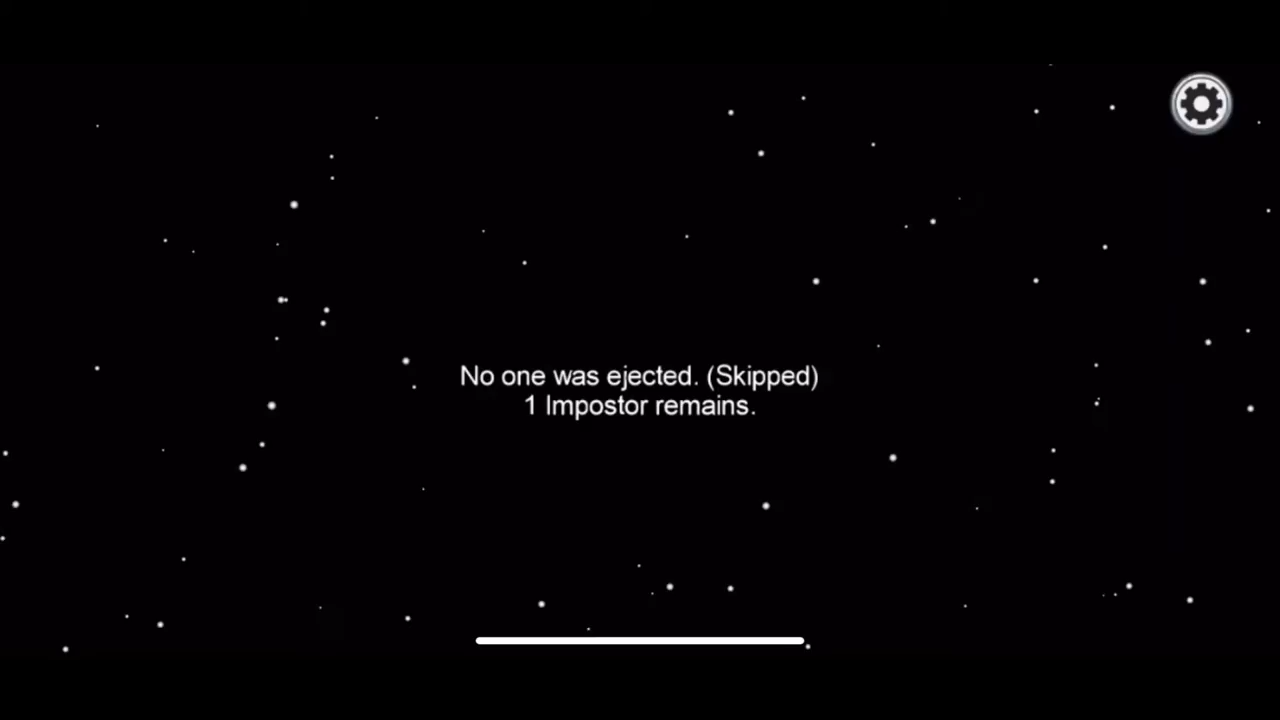 No one was ejected. (Skipped)
1 Impostor remains.